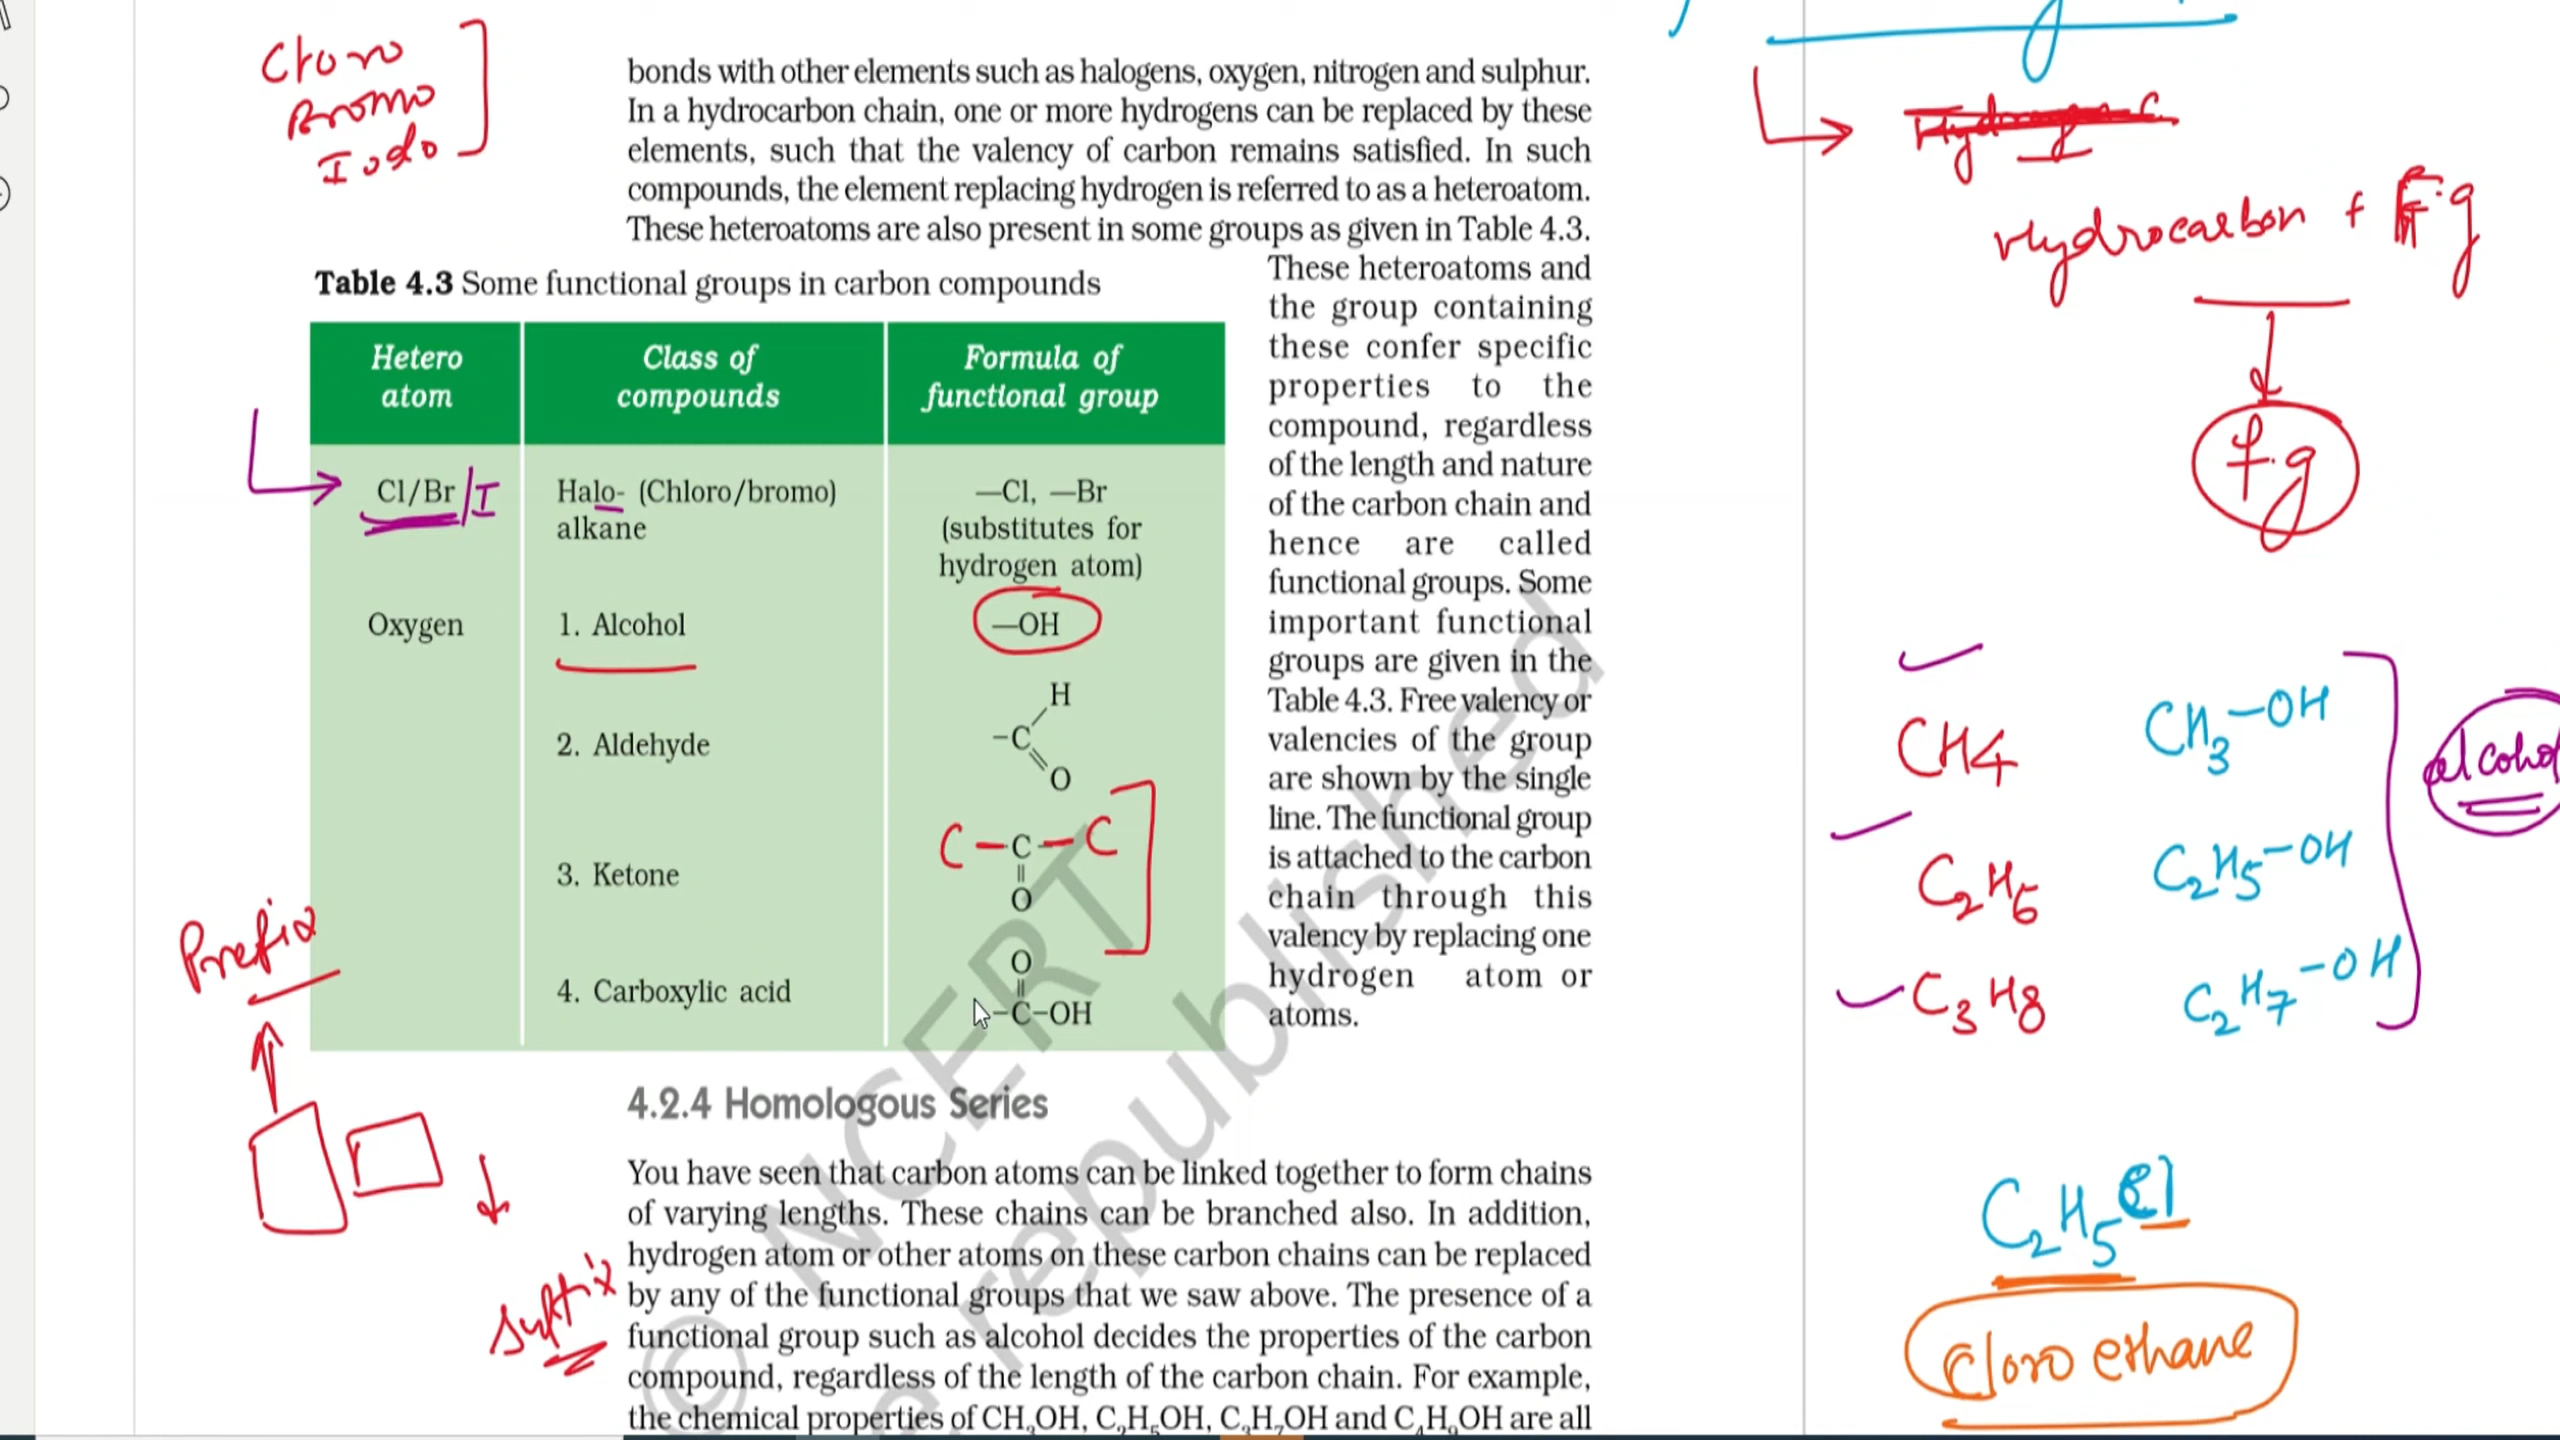 Cloro
Bromo
Iodo
bonds with other elements such as halogens, oxygen, nitrogen and sulphur.
In a hydrocarbon chain, one or more hydrogens can be replaced by these
elements, such that the valency of carbon remains satisfied. In such
compounds, the element replacing hydrogen is referred to as a heteroatom.
These heteroatoms are also present in some groups as given in Table 4.3.
Table 4.3 Some functional groups in carbon compounds
Hetero atom
Class of compounds
Formula of functional group
Cl/Br/I
Halo- (Chloro/bromo)
alkane
—Cl, —Br
(substitutes for
hydrogen atom)
Oxygen
1. Alcohol
—OH
2. Aldehyde
H
-C
O
3. Ketone
C-C-C
||
O
4. Carboxylic acid
O
||
-C-OH
These heteroatoms and
the group containing
these confer specific
properties to the
compound, regardless
of the length and nature
of the carbon chain and
hence are called
functional groups. Some
important functional
groups are given in the
Table 4.3. Free valency or
valencies of the group
are shown by the single
line. The functional group
is attached to the carbon
chain through this
valency by replacing one
hydrogen atom or
atoms.
Prefix
Suffix
4.2.4 Homologous Series
You have seen that carbon atoms can be linked together to form chains
of varying lengths. These chains can be branched also. In addition,
hydrogen atom or other atoms on these carbon chains can be replaced
by any of the functional groups that we saw above. The presence of a
functional group such as alcohol decides the properties of the carbon
compound, regardless of the length of the carbon chain. For example,
the chemical properties of CH₃OH, C₂H₅OH, C₃H₇OH and C₄H₉OH are all
© NCERT
republished
Hydrocarbon + F.g
f.g
CH4 CH₃-OH
C₂H₆ C₂H₅-OH
C₃H8 C₂H₇-OH
alcohol
C₂H₅Cl
Cloro ethane